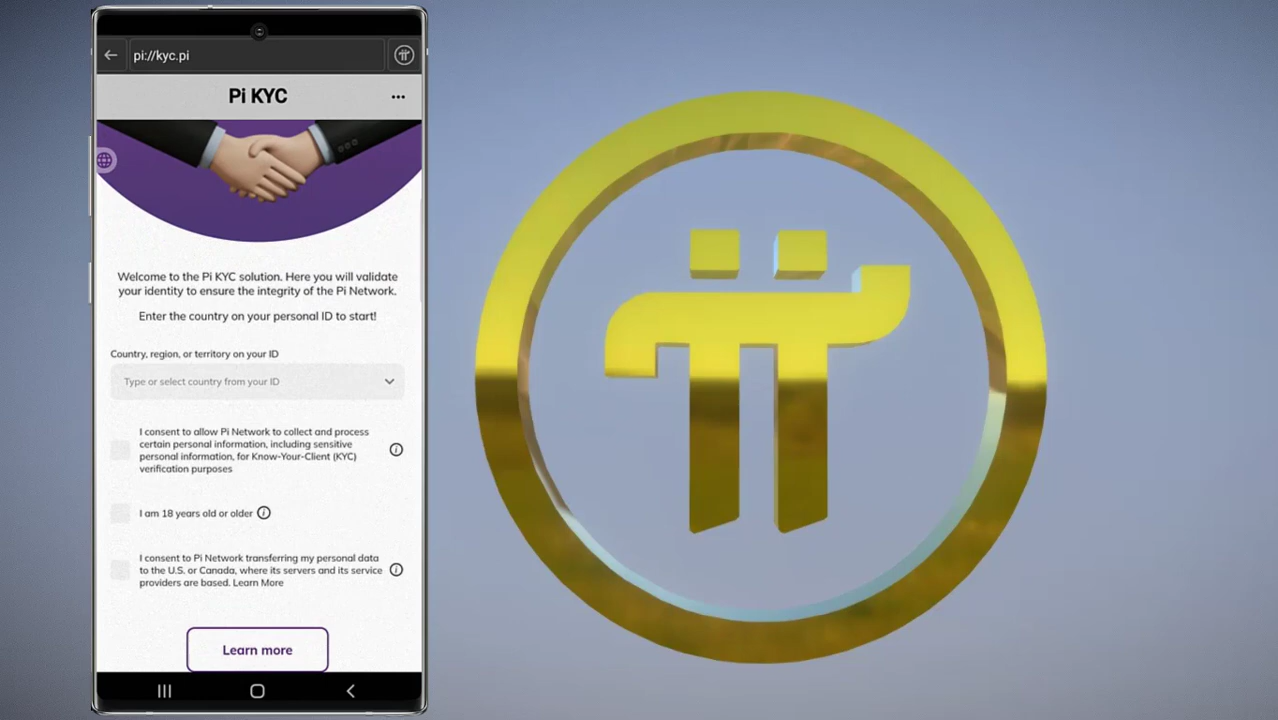 pi://kyc.pi
Pi KYC
Welcome to the Pi KYC solution. Here you will validate
your identity to ensure the integrity of the Pi Network.
Enter the country on your personal ID to start!
Country, region, or territory on your ID
Type or select country from your ID
I consent to allow Pi Network to collect and process
certain personal information, including sensitive
personal information, for Know-Your-Client (KYC)
verification purposes
I am 18 years old or older
I consent to Pi Network transferring my personal data
to the U.S. or Canada, where its servers and its service
providers are based. Learn More
Learn more